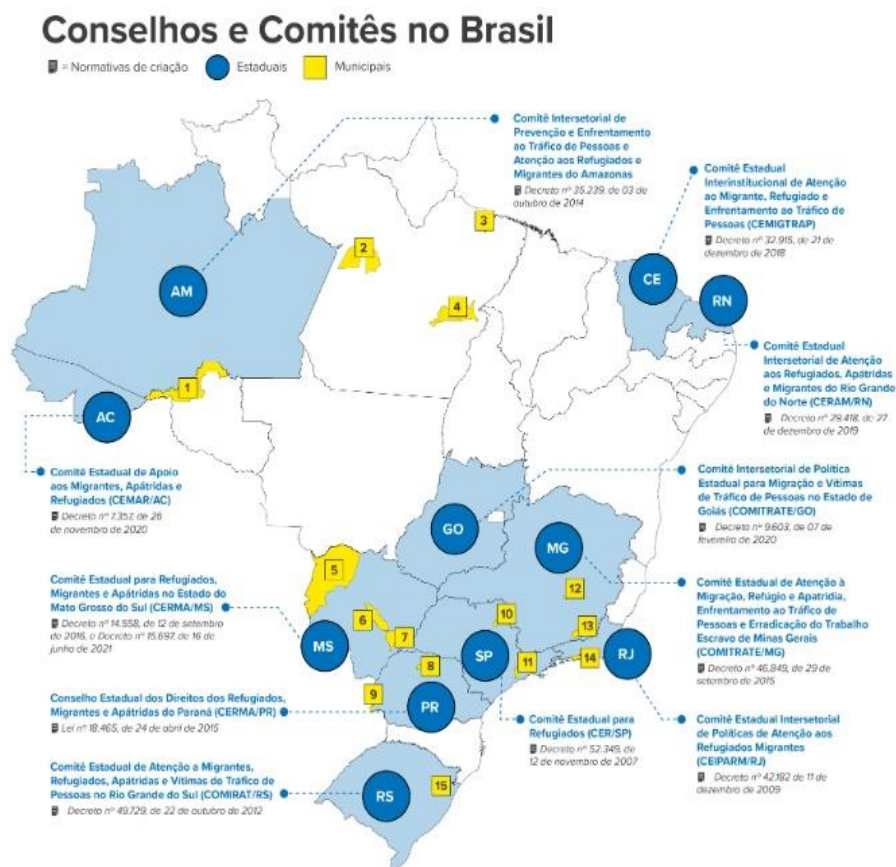 Conselhos e Comitês no Brasil
= Normativas de criação
Estaduais
Municipais
Comitê Intersetorial de
Prevenção e Enfrentamento
ao Tráfico de Pessoas e
Atenção aos Refugiados e
Migrantes do Amazonas
Decreto nº 35.239, de 03 de
outubro de 2014
Comitê Estadual
Interinstitucional de Atenção
ao Migrante, Refugiado e
Enfrentamento ao Tráfico de
Pessoas (CEMIGTRAP)
Decreto nº 32.915, de 21 de
dezembro de 2018
3
2
AM
CE
RN
4
1
AC
Comitê Estadual
Intersetorial de Atenção
aos Refugiados, Apátridas
e Migrantes do Rio Grande
do Norte (CERAM/RN)
Decreto nº 29.418, de 27
de dezembro de 2019
Comitê Estadual de Apoio
aos Migrantes, Apátridas e
Refugiados (CEMAR/AC)
Decreto nº 7.357, de 26
de novembro de 2020
Comitê Intersetorial de Política
Estadual para Migração e Vítimas
de Tráfico de Pessoas no Estado de
Goiás (COMITRATE/GO)
Decreto nº 9.603, de 07 de
fevereiro de 2020
GO
MG
5
12
6
10
7
13
Comitê Estadual para Refugiados,
Migrantes e Apátridas no Estado do
Mato Grosso do Sul (CERMA/MS)
Decreto nº 14.558, de 12 de setembro
de 2016, e Decreto nº 15.697, de 16 de
junho de 2021
Comitê Estadual de Atenção à
Migração, Refúgio e Apatridia,
Enfrentamento ao Tráfico de
Pessoas e Erradicação do Trabalho
Escravo de Minas Gerais
(COMITRATE/MG)
Decreto nº 46.849, de 29 de
setembro de 2015
MS
SP
RJ
8
11
14
9
PR
Conselho Estadual dos Direitos dos Refugiados,
Migrantes e Apátridas do Paraná (CERMA/PR)
Lei nº 18.465, de 24 de abril de 2015
Comitê Estadual para
Refugiados (CER/SP)
Decreto nº 52.349, de
12 de novembro de 2007
Comitê Estadual Intersetorial
de Políticas de Atenção aos
Refugiados Migrantes
(CEIPARM/RJ)
Decreto nº 42.182 de 11 de
dezembro de 2009
Comitê Estadual de Atenção a Migrantes,
Refugiados, Apátridas e Vítimas do Tráfico de
Pessoas no Rio Grande do Sul (COMIRAT/RS)
Decreto nº 49.729, de 22 de outubro de 2012
RS
15